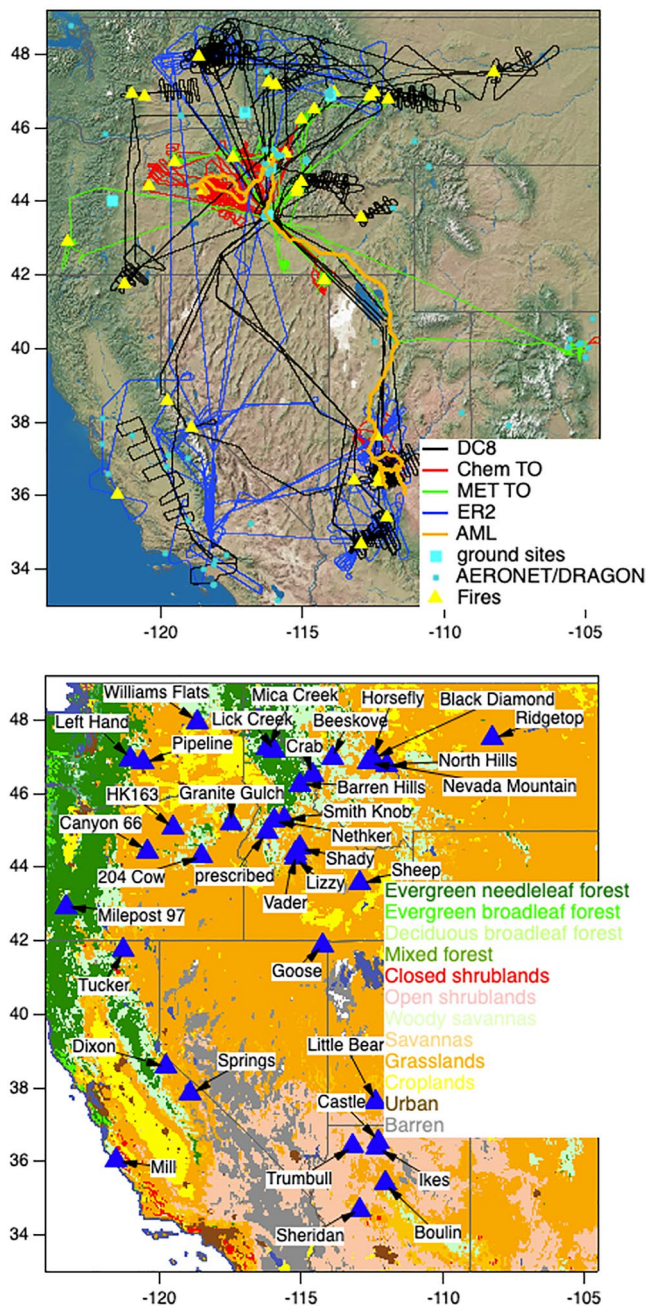 48
46
44
42
40
38
36
34
DC8
Chem TO
MET TO
ER2
AML
ground sites
AERONET/DRAGON
Fires
-120
-115
-110
-105
Williams Flats
Mica Creek
Horsefly
Black Diamond
48
Left Hand
Lick Creek
Beeskove
Ridgetop
Pipeline
Crab
North Hills
46
HK163
Granite Gulch
Barren Hills
Nevada Mountain
Canyon 66
Smith Knob
Nethker
44
204 Cow
prescribed
Shady
Sheep
Vader
Lizzy
Evergreen needleleaf forest
Milepost 97
Evergreen broadleaf forest
42
Deciduous broadleaf forest
Mixed forest
Tucker
Goose
Closed shrublands
40
Open shrublands
Woody savannas
Dixon
Springs
Little Bear
Savannas
Grasslands
38
Castle
Croplands
Urban
Barren
36
Mill
Trumbull
Ikes
34
Sheridan
Boulin
-120
-115
-110
-105